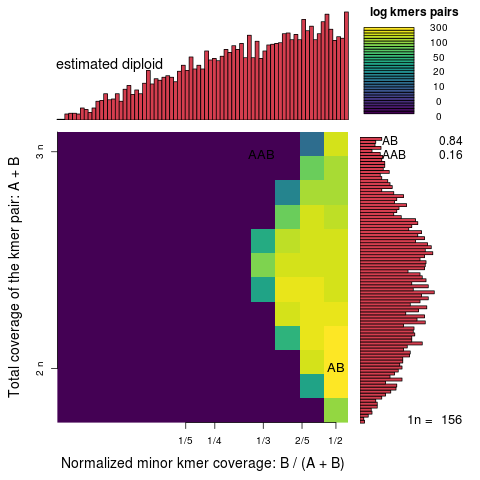 log kmers pairs
300
100
50
20
10
0
0
estimated diploid
AB 0.84
AAB 0.16
AAB
AB
1n = 156
Total coverage of the kmer pair: A + B
3 n
2 n
1/5 1/4 1/3 2/5 1/2
Normalized minor kmer coverage: B / (A + B)